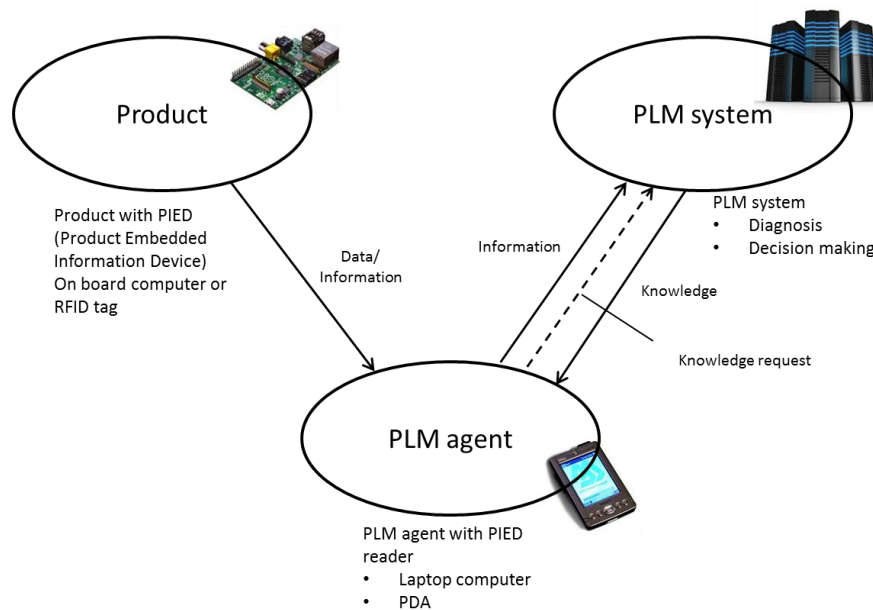 Product
PLM system
Product with PIED
(Product Embedded
Information Device)
On board computer or
RFID tag
Data/
Information
Information
PLM system
• Diagnosis
• Decision making
Knowledge
Knowledge request
PLM agent
PLM agent with PIED
reader
• Laptop computer
• PDA